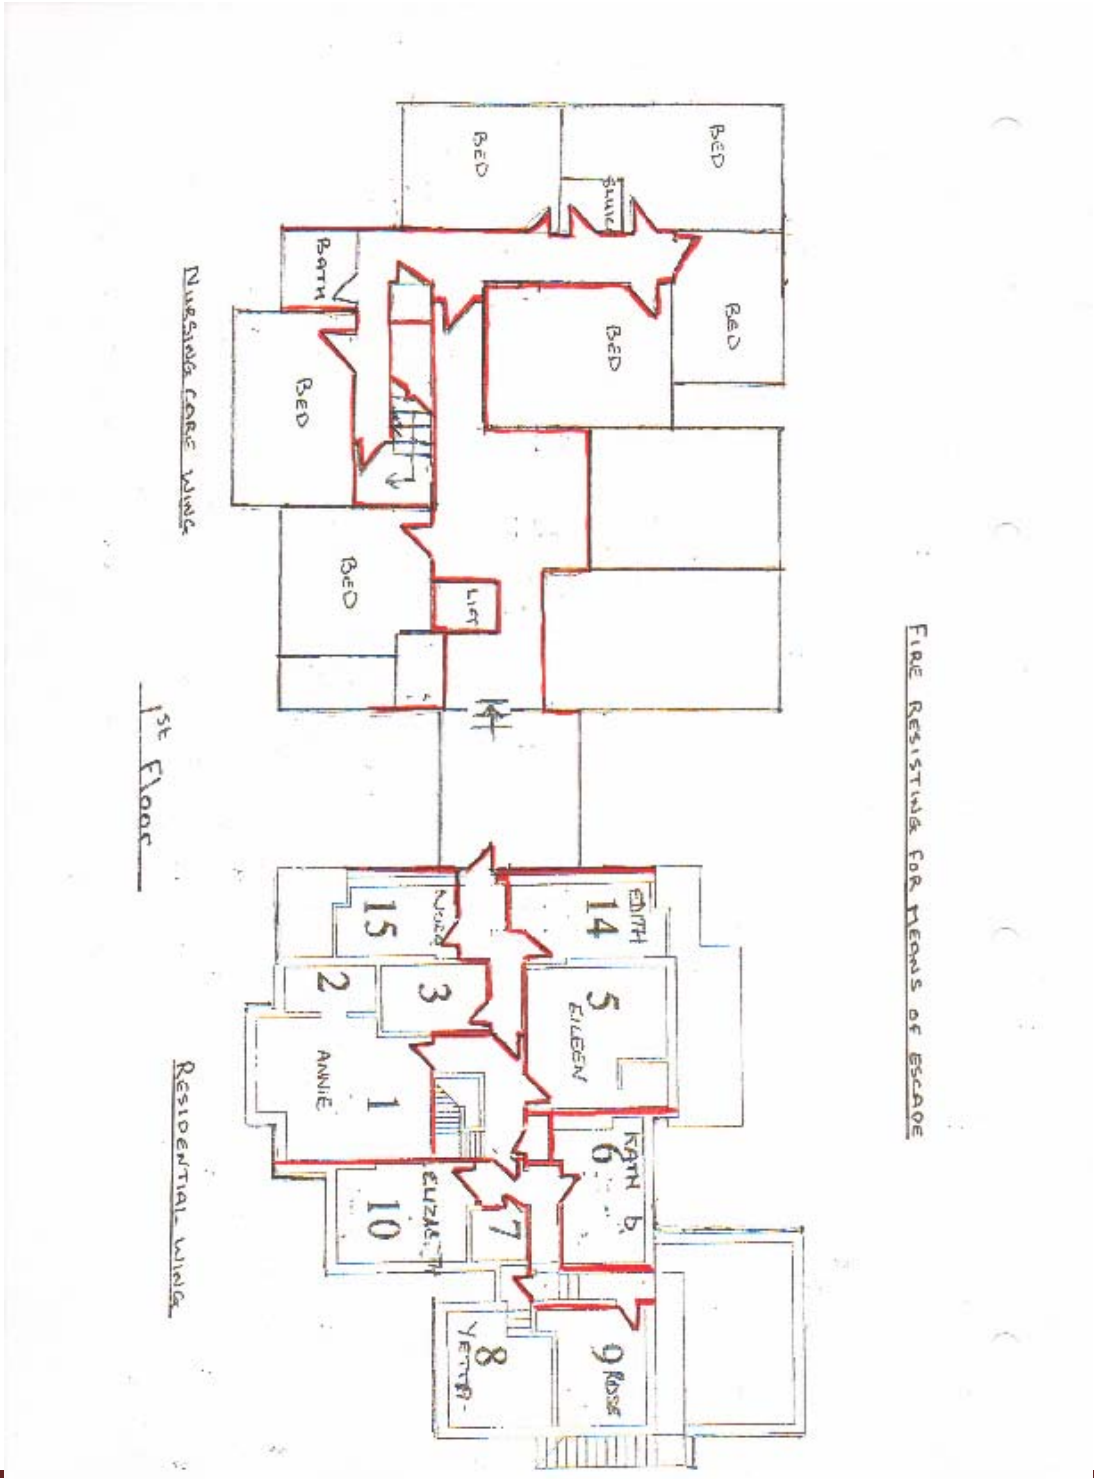 FIRE RESISTING FOR MEANS OF ESCAPE
BED
BED
BED
BED
BATH
BED
BED
LIFT
NURSING CARE WING
1st Floor
EDITH
14
15
5
EILEEN
3
2
ANNIE
1
KATH b
6
ELIZABETH
10
7
9 ROSE
8
RESIDENTIAL WING